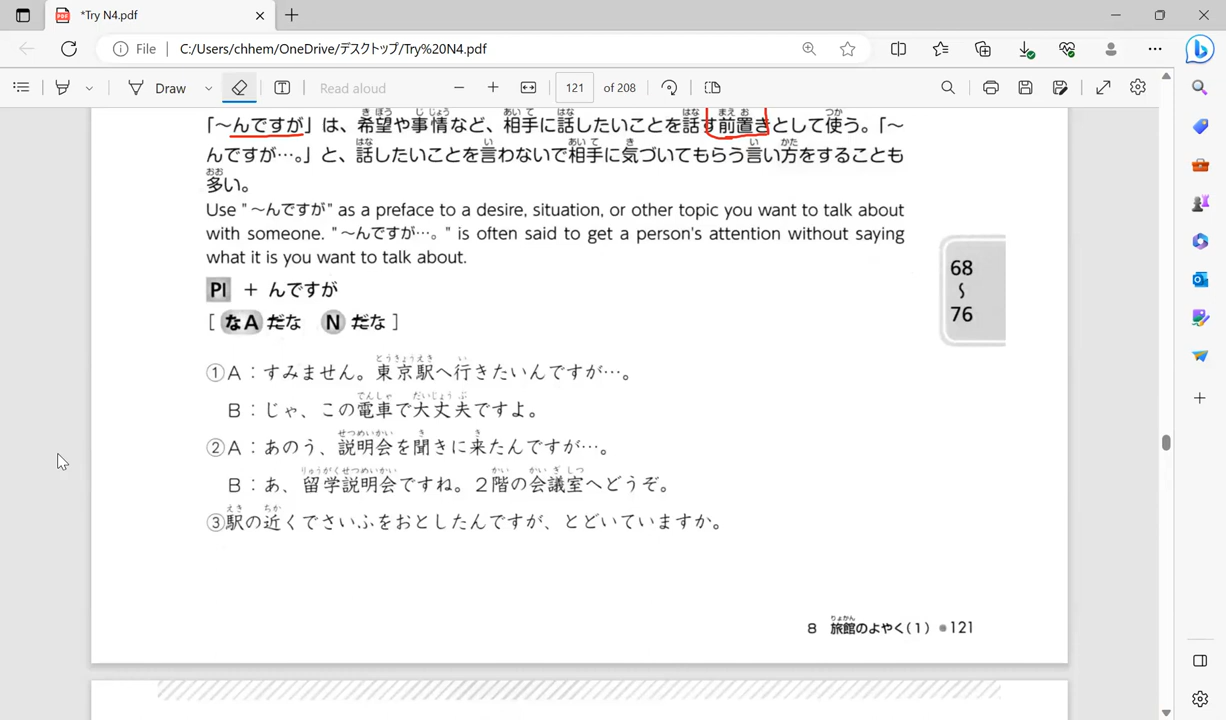 *Try N4.pdf
File C:/Users/chhem/OneDrive/デスクトップ/Try%20N4.pdf
Draw Read aloud 121 of 208
「～んですが」は、希望や事情など、相手に話したいことを話す前置きとして使う。「～
んですが…。」と、話したいことを言わないで相手に気づいてもらう言い方をすることも
多い。
Use "～んですが" as a preface to a desire, situation, or other topic you want to talk about
with someone. "～んですが…。" is often said to get a person's attention without saying
what it is you want to talk about.
PI + んですが
[ なA だな N だな ]
68
〜
76
①A：すみません。東京駅へ行きたいんですが…。
B：じゃ、この電車で大丈夫ですよ。
②A：あのう、説明会を聞きに来たんですが…。
B：あ、留学説明会ですね。2階の会議室へどうぞ。
③駅の近くでさいふをおとしたんですが、とどいていますか。
8 旅館のよやく(1) ●121